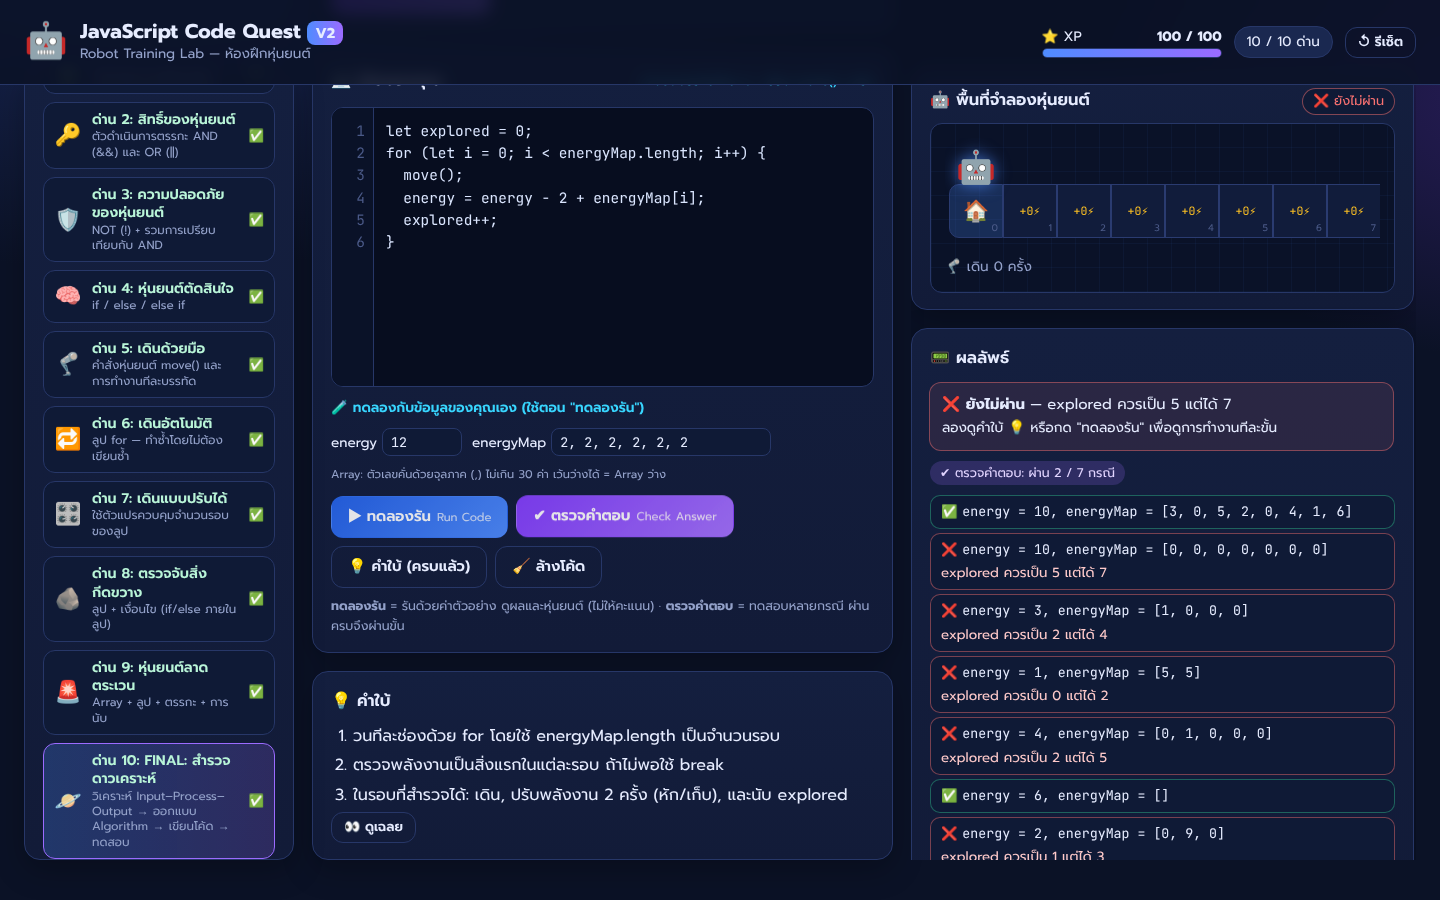 JavaScript Code Quest V2
Robot Training Lab — ห้องฝึกหุ่นยนต์
⭐ XP 100 / 100
10 / 10 ด่าน
↺ รีเซ็ต
ด่าน 2: สิทธิ์ของหุ่นยนต์
ตัวดำเนินการตรรกะ AND
(&&) และ OR (||)
ด่าน 3: ความปลอดภัย
ของหุ่นยนต์
NOT (!) + รวมการเปรียบ
เทียบกับ AND
ด่าน 4: หุ่นยนต์ตัดสินใจ
if / else / else if
ด่าน 5: เดินด้วยมือ
คำสั่งหุ่นยนต์ move() และ
การทำงานทีละบรรทัด
ด่าน 6: เดินอัตโนมัติ
ลูป for — ทำซ้ำโดยไม่ต้อง
เขียนซ้ำ
ด่าน 7: เดินแบบปรับได้
ใช้ตัวแปรควบคุมจำนวนรอบ
ของลูป
ด่าน 8: ตรวจจับสิ่ง
กีดขวาง
ลูป + เงื่อนไข (if/else ภายใน
ลูป)
ด่าน 9: หุ่นยนต์ลาด
ตระเวน
Array + ลูป + ตรรกะ + การ
นับ
ด่าน 10: FINAL: สำรวจ
ดาวเคราะห์
วิเคราะห์ Input–Process–
Output → ออกแบบ
Algorithm → เขียนโค้ด →
ทดสอบ
1 let explored = 0;
2 for (let i = 0; i < energyMap.length; i++) {
3 move();
4 energy = energy - 2 + energyMap[i];
5 explored++;
6 }
🧪 ทดลองกับข้อมูลของคุณเอง (ใช้ตอน "ทดลองรัน")
energy 12 energyMap 2, 2, 2, 2, 2, 2
Array: ตัวเลขคั่นด้วยจุลภาค (,) ไม่เกิน 30 ค่า เว้นว่างได้ = Array ว่าง
▶ ทดลองรัน Run Code
✔ ตรวจคำตอบ Check Answer
💡 คำใบ้ (ครบแล้ว)
🧹 ล้างโค้ด
ทดลองรัน = รันด้วยค่าตัวอย่าง ดูผลและหุ่นยนต์ (ไม่ให้คะแนน) · ตรวจคำตอบ = ทดสอบหลายกรณี ผ่าน
ครบจึงผ่านขั้น
💡 คำใบ้
1. วนทีละช่องด้วย for โดยใช้ energyMap.length เป็นจำนวนรอบ
2. ตรวจพลังงานเป็นสิ่งแรกในแต่ละรอบ ถ้าไม่พอใช้ break
3. ในรอบที่สำรวจได้: เดิน, ปรับพลังงาน 2 ครั้ง (หัก/เก็บ), และนับ explored
👀 ดูเฉลย
🤖 พื้นที่จำลองหุ่นยนต์
❌ ยังไม่ผ่าน
+0⚡ +0⚡ +0⚡ +0⚡ +0⚡ +0⚡ +0⚡
0 1 2 3 4 5 6 7
🦿 เดิน 0 ครั้ง
📟 ผลลัพธ์
❌ ยังไม่ผ่าน — explored ควรเป็น 5 แต่ได้ 7
ลองดูคำใบ้ 💡 หรือกด "ทดลองรัน" เพื่อดูการทำงานทีละขั้น
✔ ตรวจคำตอบ: ผ่าน 2 / 7 กรณี
✅ energy = 10, energyMap = [3, 0, 5, 2, 0, 4, 1, 6]
❌ energy = 10, energyMap = [0, 0, 0, 0, 0, 0, 0]
explored ควรเป็น 5 แต่ได้ 7
❌ energy = 3, energyMap = [1, 0, 0, 0]
explored ควรเป็น 2 แต่ได้ 4
❌ energy = 1, energyMap = [5, 5]
explored ควรเป็น 0 แต่ได้ 2
❌ energy = 4, energyMap = [0, 1, 0, 0, 0]
explored ควรเป็น 2 แต่ได้ 5
✅ energy = 6, energyMap = []
❌ energy = 2, energyMap = [0, 9, 0]
explored ควรเป็น 1 แต่ได้ 3